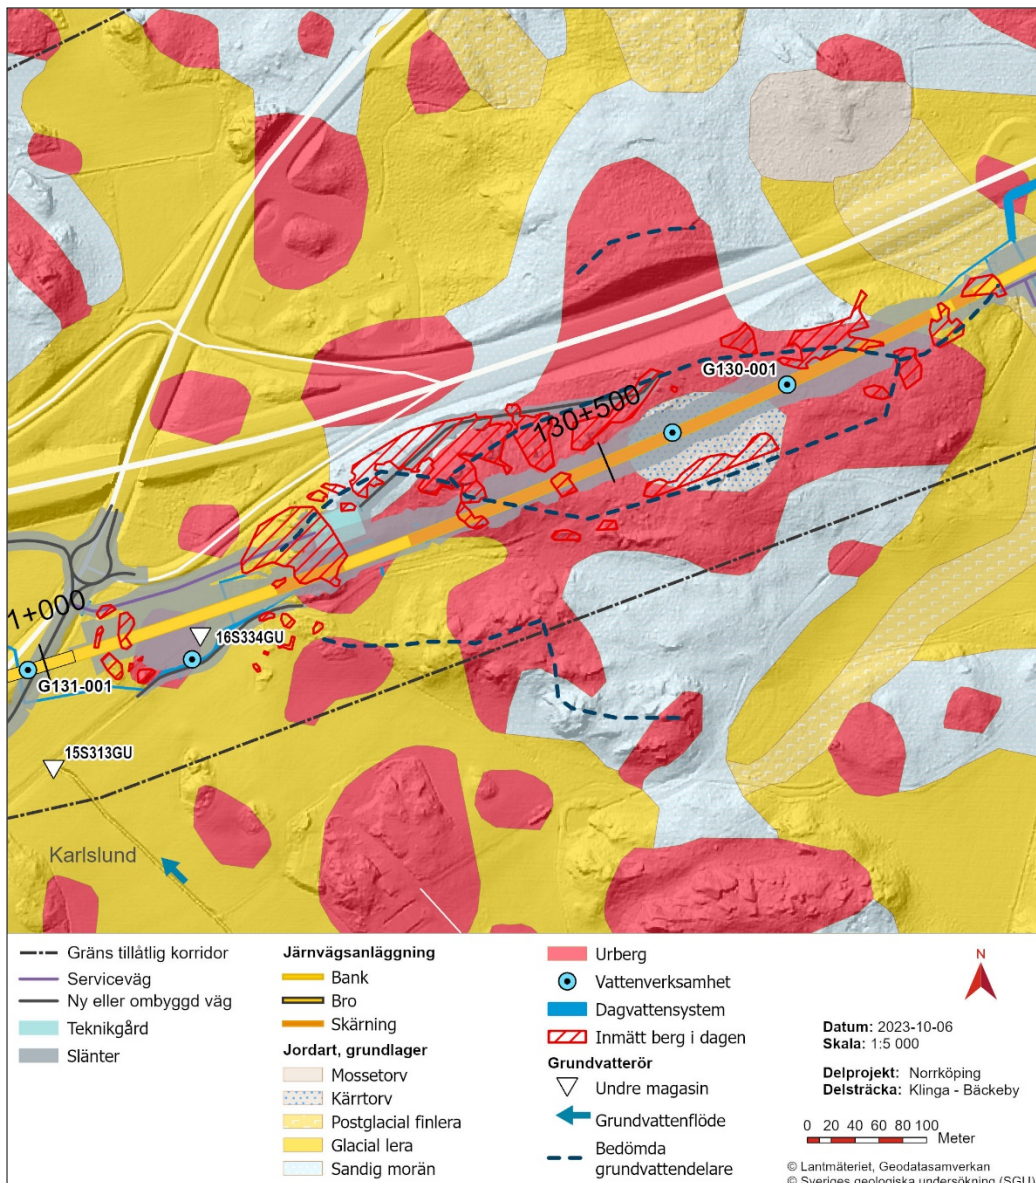 G130-001
130+500
1+000
16S334GU
G131-001
15S313GU
Karlslund
Gräns tillåtlig korridor
Serviceväg
Ny eller ombyggd väg
Teknikgård
Slänter
Järnvägsanläggning
Bank
Bro
Skärning
Jordart, grundlager
Mossetorv
Kärrtorv
Postglacial finlera
Glacial lera
Sandig morän
Urberg
Vattenverksamhet
Dagvattensystem
Inmätt berg i dagen
Grundvatterör
Undre magasin
Grundvattenflöde
Bedömda
grundvattendelare
N
Datum: 2023-10-06
Skala: 1:5 000
Delprojekt: Norrköping
Delsträcka: Klinga - Bäckeby
0 20 40 60 80 100
Meter
© Lantmäteriet, Geodatasamverkan
© Sveriges geologiska undersökning (SGU)